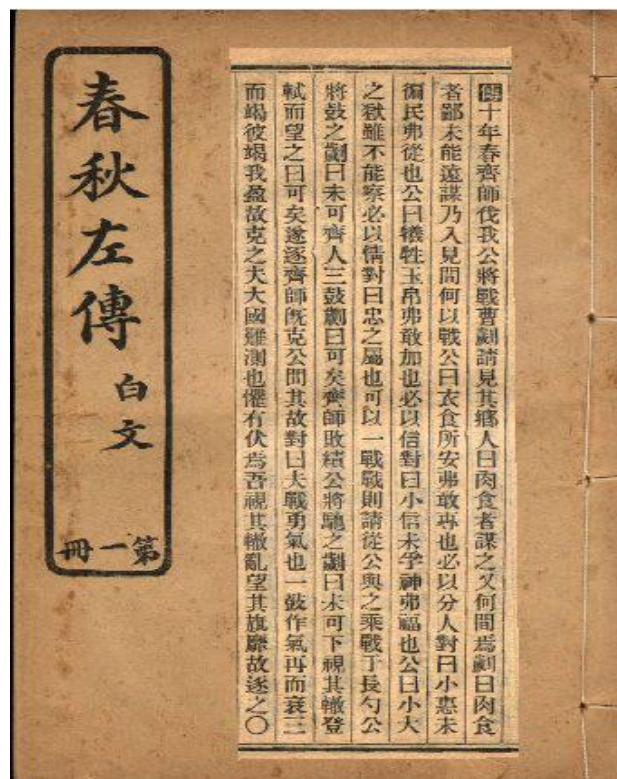 傳十年春齊師伐我公將戰曹劌請見其鄉人曰肉食者謀之又何間焉劌曰肉食
者鄙未能遠謀乃入見問何以戰公曰衣食所安弗敢專也必以分人對曰小惠未
徧民弗從也公曰犧牲玉帛弗敢加也必以信對曰小信未孚神弗福也公曰小大
之獄雖不能察必以情對曰忠之屬也可以一戰戰則請從公與之乘戰于長勺公
將鼓之劌曰未可齊人三鼓劌曰可矣齊師敗績公將馳之劌曰未可下視其轍登
軾而望之曰可矣遂逐齊師既克公問其故對曰夫戰勇氣也一鼓作氣再而衰三
而竭彼竭我盈故克之夫大國難測也懼有伏焉吾視其轍亂望其旗靡故逐之〇
春秋左傳白文
第一冊